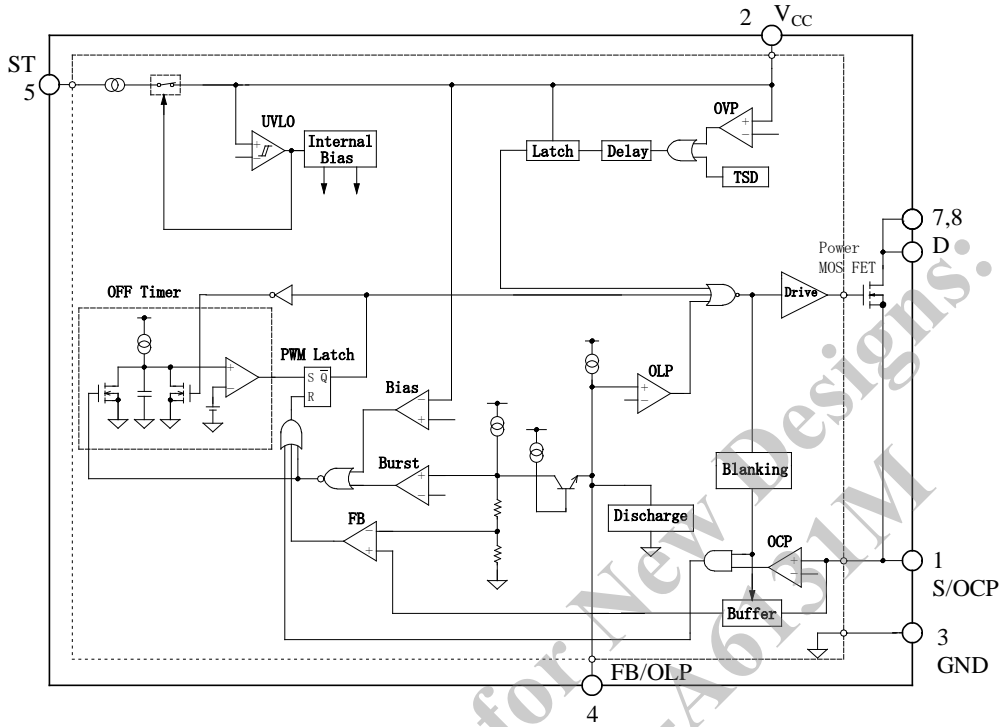 2
V_CC
ST
5
OVP
UVLO
Internal
Bias
Latch
Delay
TSD
7,8
D
Power
MOS FET
OFF Timer
Drive
PWM Latch
S Q̅
R
Bias
OLP
Burst
Blanking
FB
Discharge
OCP
1
S/OCP
Buffer
3
GND
FB/OLP
4
for New Designs:
A6131M
+
−
+
−
+
−
+
−
+
−
−
+
+
−
+
−